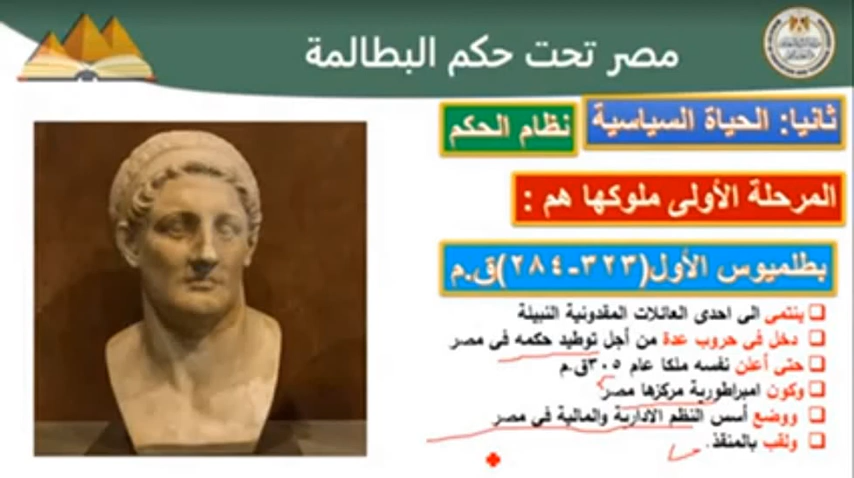 مصر تحت حكم البطالمة
ثانيا: الحياة السياسية
نظام الحكم
المرحلة الأولى ملوكها هم :
بطلميوس الأول(٣٢٣-٢٨٤)ق.م
ينتمى الى احدى العائلات المقدونية النبيلة
دخل فى حروب عدة من أجل توطيد حكمه فى مصر
حتى أعلن نفسه ملكا عام ٣٠٥ق.م
وكون امبراطورية مركزها مصر
ووضع أسس النظم الادارية والمالية فى مصر
ولقب بالمنقذ.